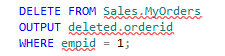 DELETE FROM Sales.MyOrders
OUTPUT deleted.orderid
WHERE empid = 1;